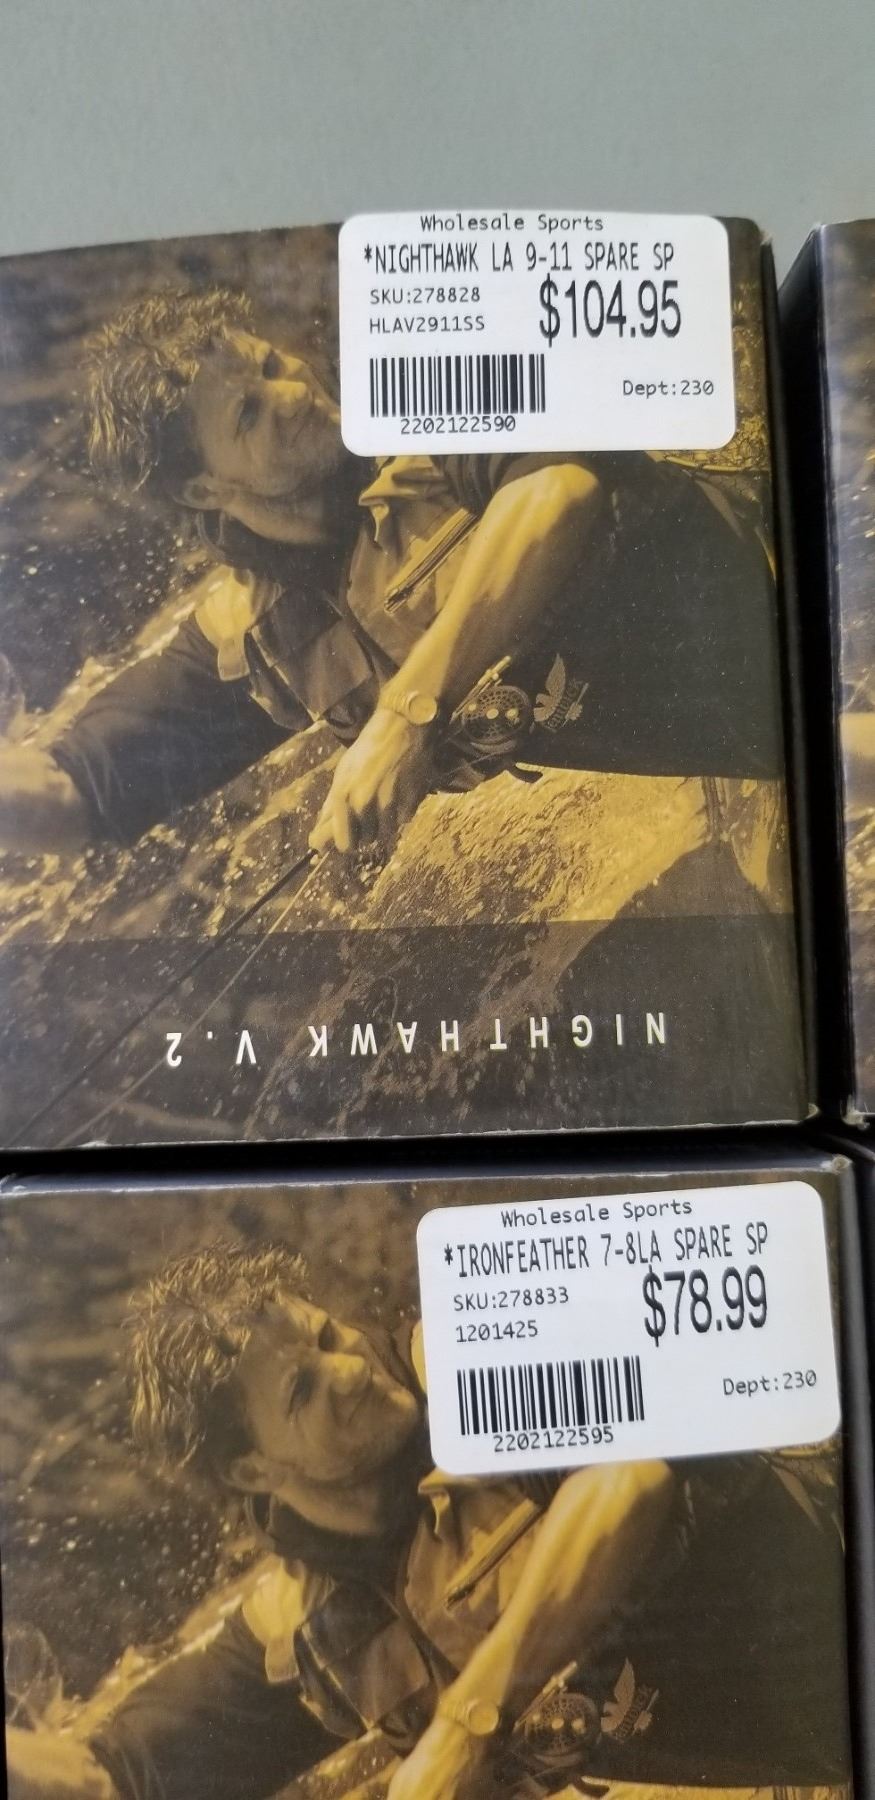 Wholesale Sports
*NIGHTHAWK LA 9-11 SPARE SP
SKU:278828
$104.95
HLAV2911SS
Dept:230
2202122590
NIGHTHAWK V.2
Wholesale Sports
*IRONFEATHER 7-8LA SPARE SP
SKU:278833
$78.99
1201425
Dept:230
2202122595